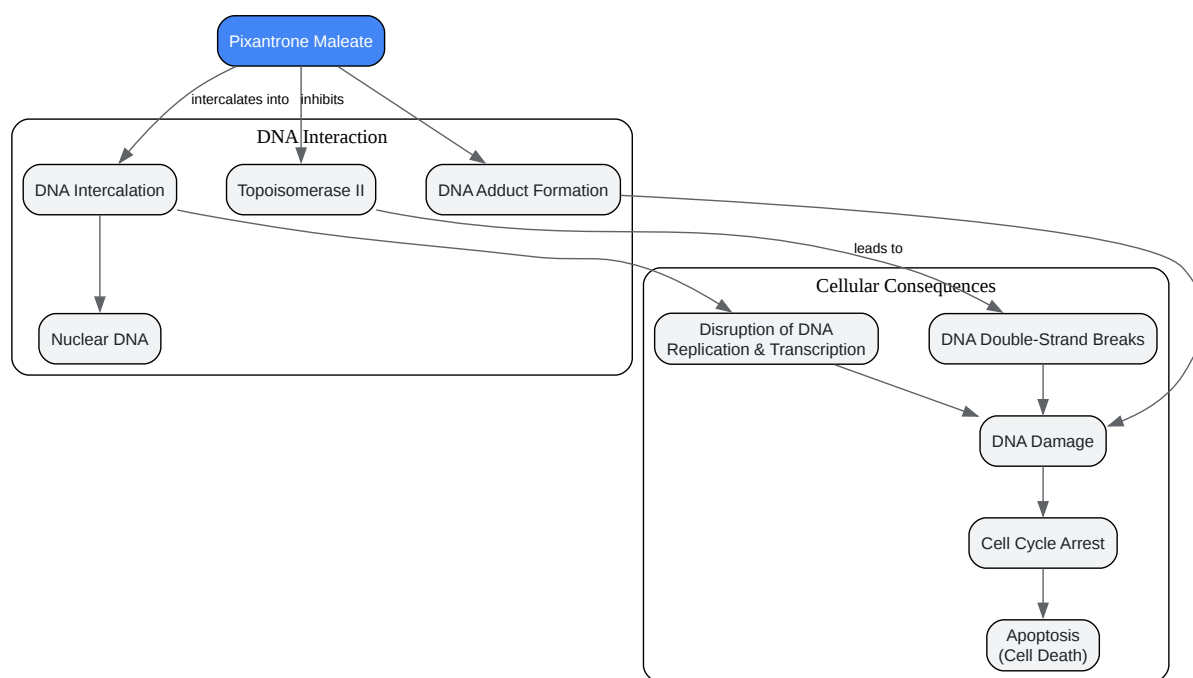 Pixantrone Maleate
intercalates into
inhibits
DNA Interaction
DNA Intercalation
Topoisomerase II
DNA Adduct Formation
leads to
Cellular Consequences
Nuclear DNA
Disruption of DNA
Replication & Transcription
DNA Double-Strand Breaks
DNA Damage
Cell Cycle Arrest
Apoptosis
(Cell Death)